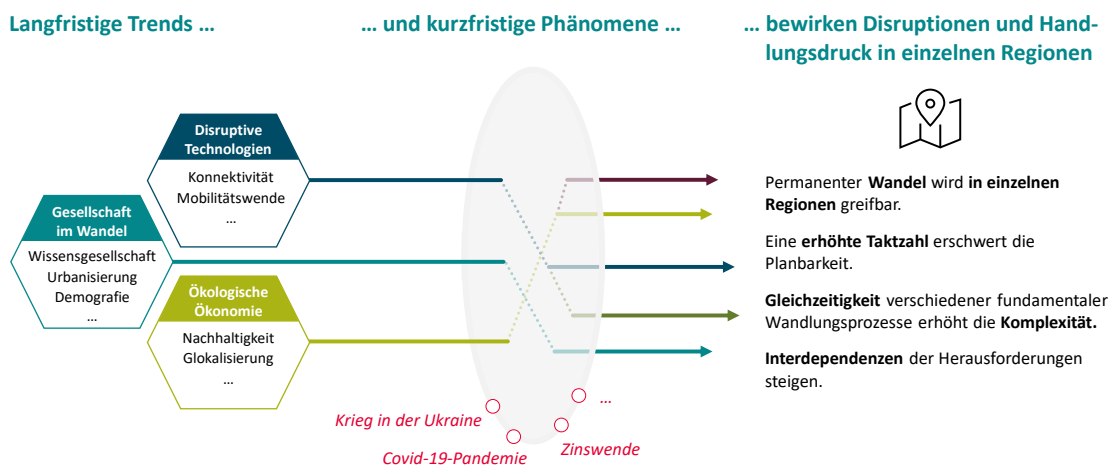 Langfristige Trends ...
... und kurzfristige Phänomene ...
... bewirken Disruptionen und Hand-
lungsdruck in einzelnen Regionen
Disruptive
Technologien
Konnektivität
Mobilitätswende
...
Gesellschaft
im Wandel
Wissensgesellschaft
Urbanisierung
Demografie
...
Ökologische
Ökonomie
Nachhaltigkeit
Glokalisierung
...
Krieg in der Ukraine
Covid-19-Pandemie
Zinswende
...
Permanenter Wandel wird in einzelnen
Regionen greifbar.
Eine erhöhte Taktzahl erschwert die
Planbarkeit.
Gleichzeitigkeit verschiedener fundamentaler
Wandlungsprozesse erhöht die Komplexität.
Interdependenzen der Herausforderungen
steigen.